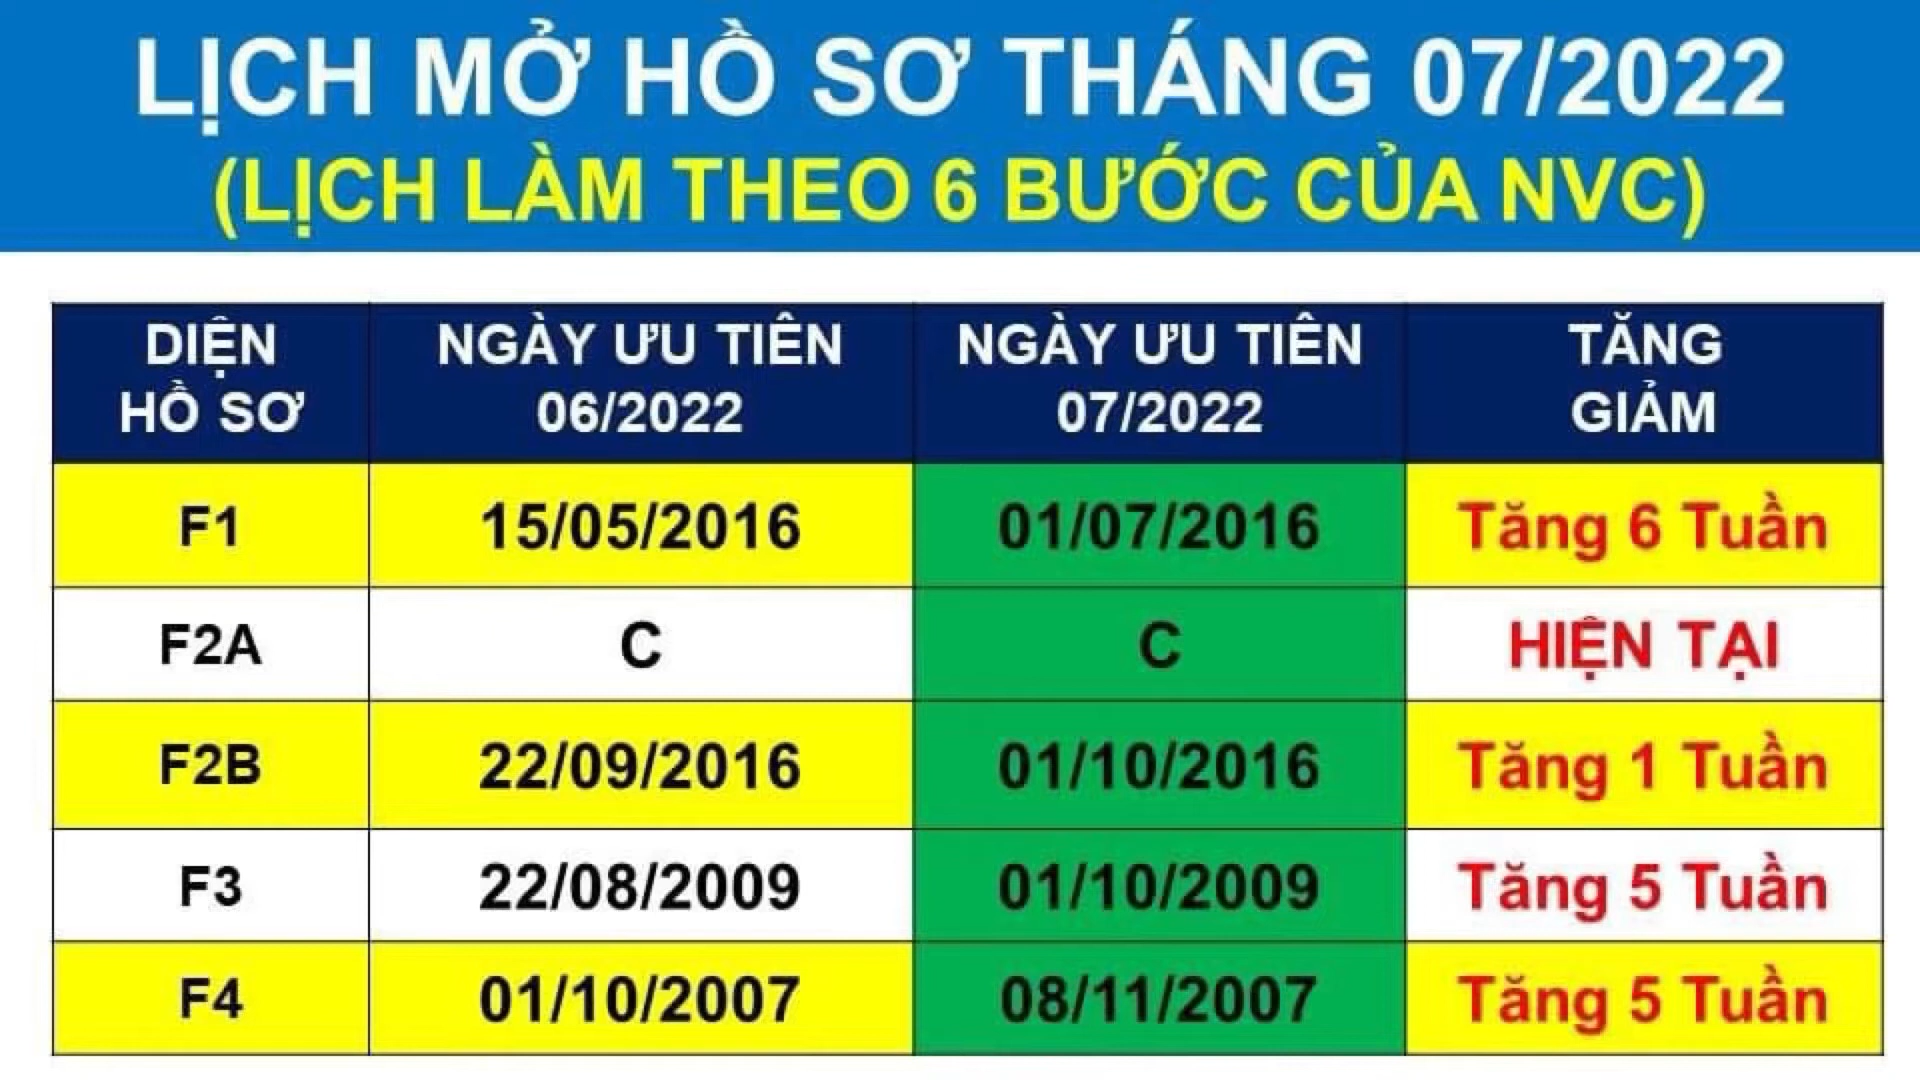 LỊCH MỞ HỒ SƠ THÁNG 07/2022
(LỊCH LÀM THEO 6 BƯỚC CỦA NVC)
DIỆN HỒ SƠ
NGÀY ƯU TIÊN 06/2022
NGÀY ƯU TIÊN 07/2022
TĂNG GIẢM
F1 15/05/2016 01/07/2016 Tăng 6 Tuần
F2A C C HIỆN TẠI
F2B 22/09/2016 01/10/2016 Tăng 1 Tuần
F3 22/08/2009 01/10/2009 Tăng 5 Tuần
F4 01/10/2007 08/11/2007 Tăng 5 Tuần